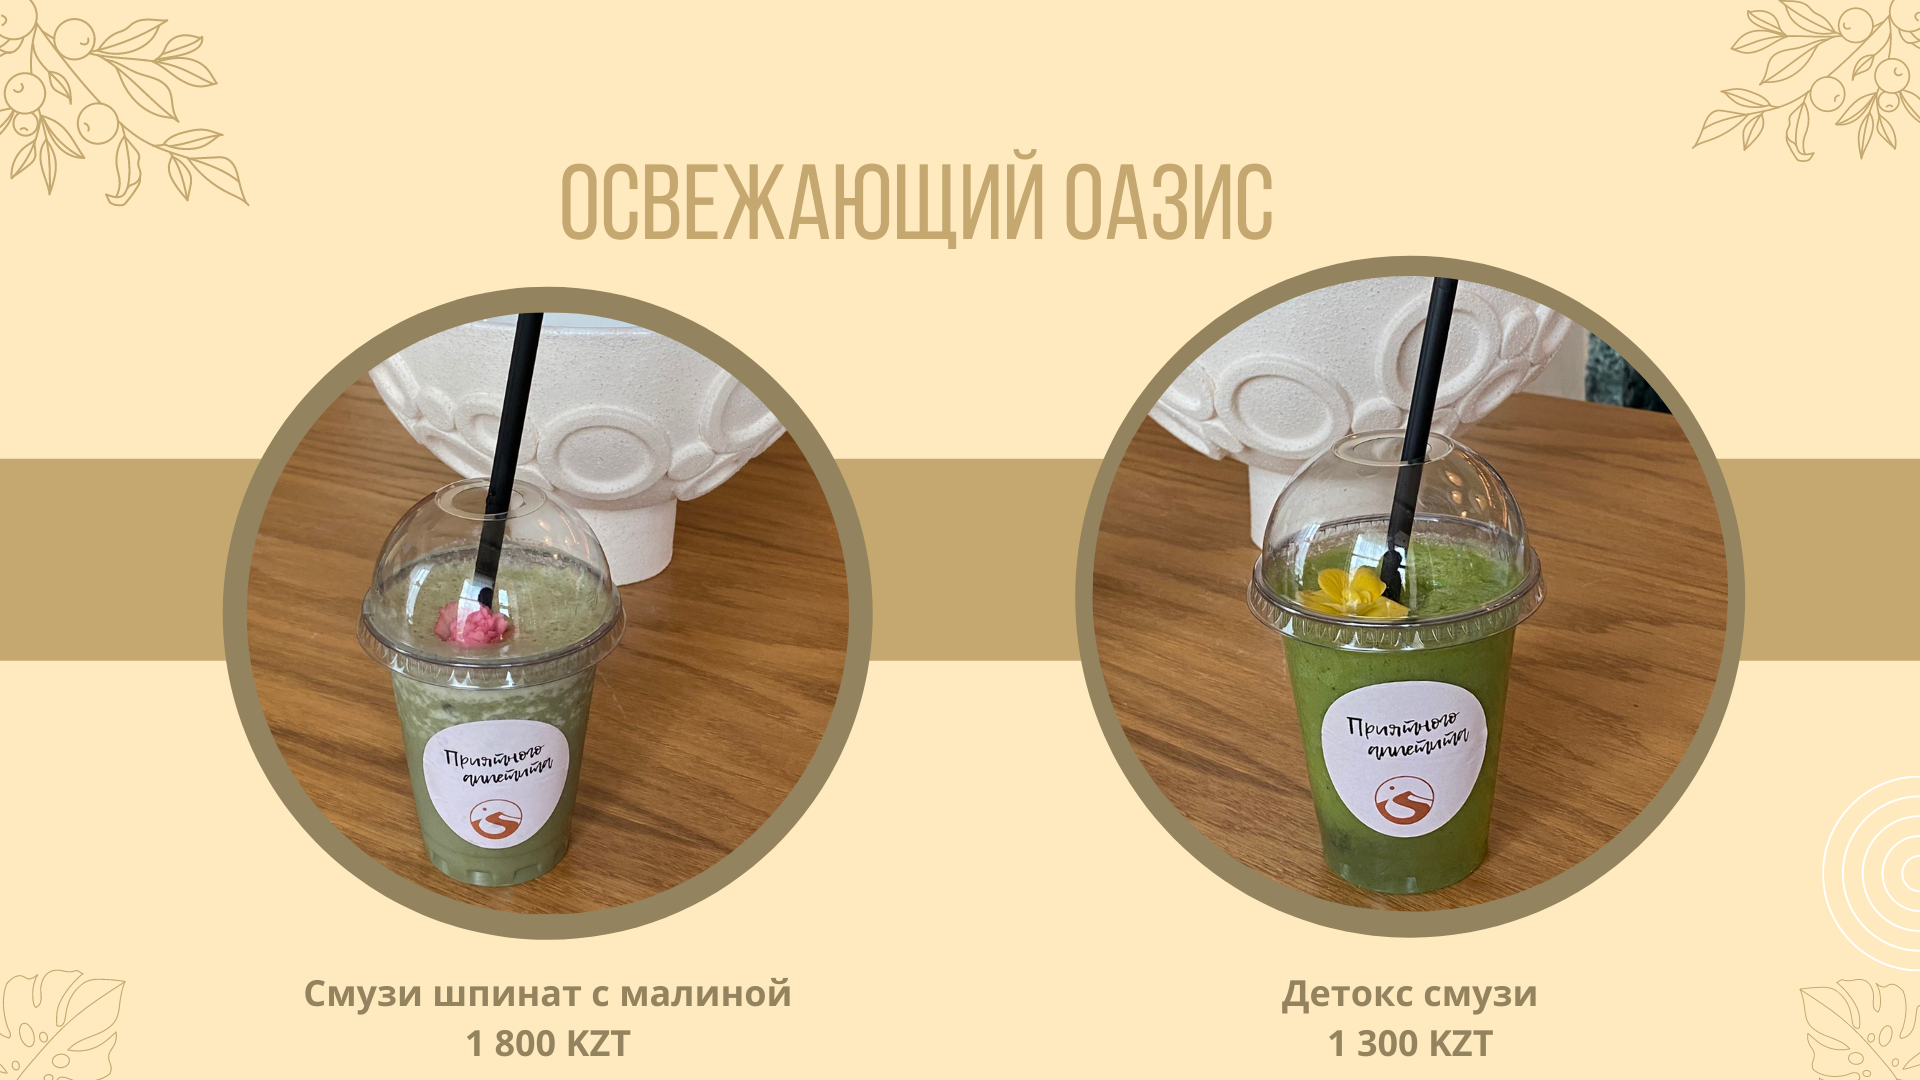 ОСВЕЖАЮЩИЙ ОАЗИС
Приятного
аппетита
Приятного
аппетита
Смузи шпинат с малиной
1 800 KZT
Детокс смузи
1 300 KZT